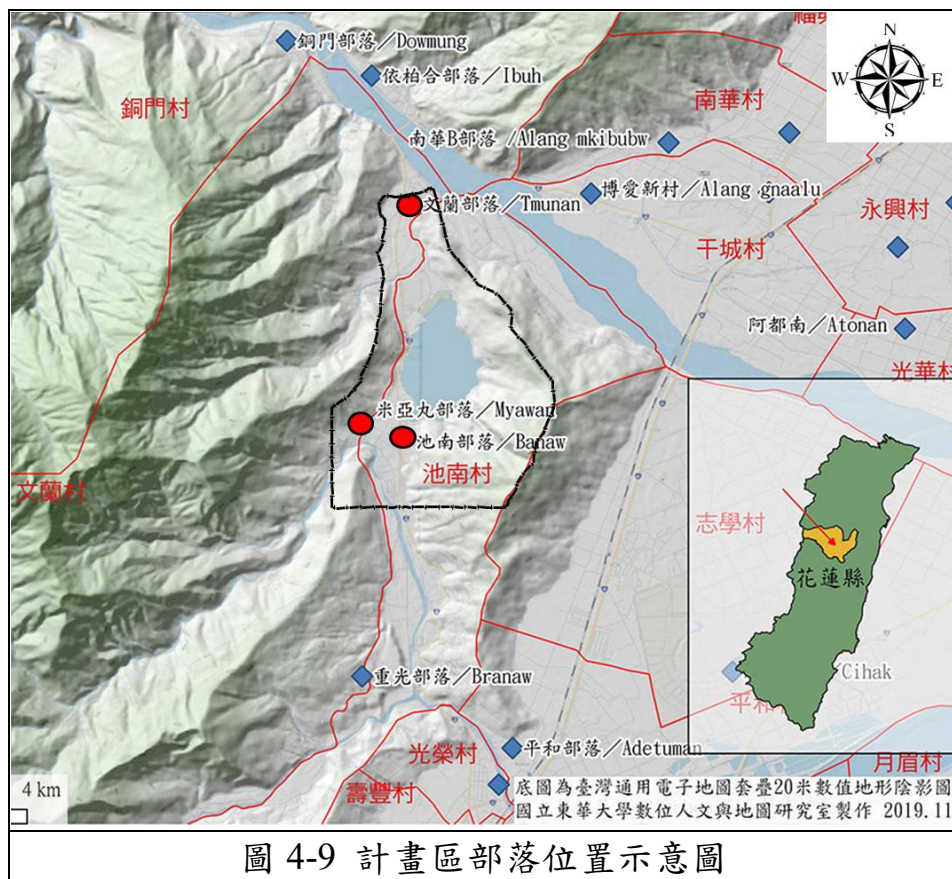 福興
N
W E
S
銅門部落/Dowmung
依柏合部落/Ibuh
銅門村
南華村
南華B部落 /Alang mkibubw
文蘭部落/Tmunan
博愛新村/Alang gnaalu
永興村
干城村
阿都南/Atonan
光華村
米亞丸部落/Myawan
池南部落/Banaw
池南村
文蘭村
志學村
花蓮縣
Cihak
平和
重光部落/Branaw
光榮村
平和部落/Adetuman
月眉村
壽豐村
4 km
底圖為臺灣通用電子地圖套疊20米數值地形陰影圖
國立東華大學數位人文與地圖研究室製作 2019.11
圖 4-9 計畫區部落位置示意圖